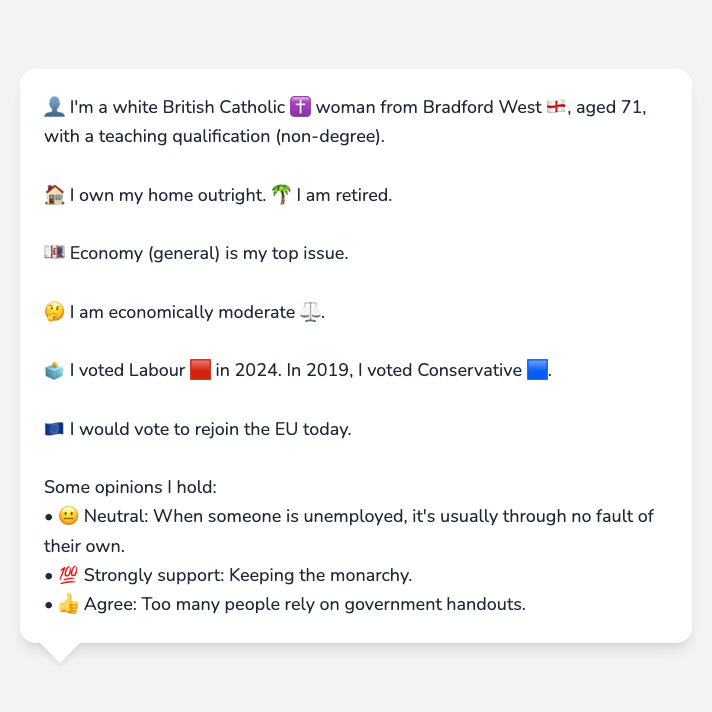 👤 I'm a white British Catholic ✝️ woman from Bradford West 🏴󠁧󠁢󠁥󠁮󠁧󠁿, aged 71,
with a teaching qualification (non-degree).
🏠 I own my home outright. 🌴 I am retired.
💷 Economy (general) is my top issue.
🤔 I am economically moderate ⚖️.
🗳️ I voted Labour 🟥 in 2024. In 2019, I voted Conservative 🟦.
🇪🇺 I would vote to rejoin the EU today.
Some opinions I hold:
• 😐 Neutral: When someone is unemployed, it's usually through no fault of
their own.
• 💯 Strongly support: Keeping the monarchy.
• 👍 Agree: Too many people rely on government handouts.